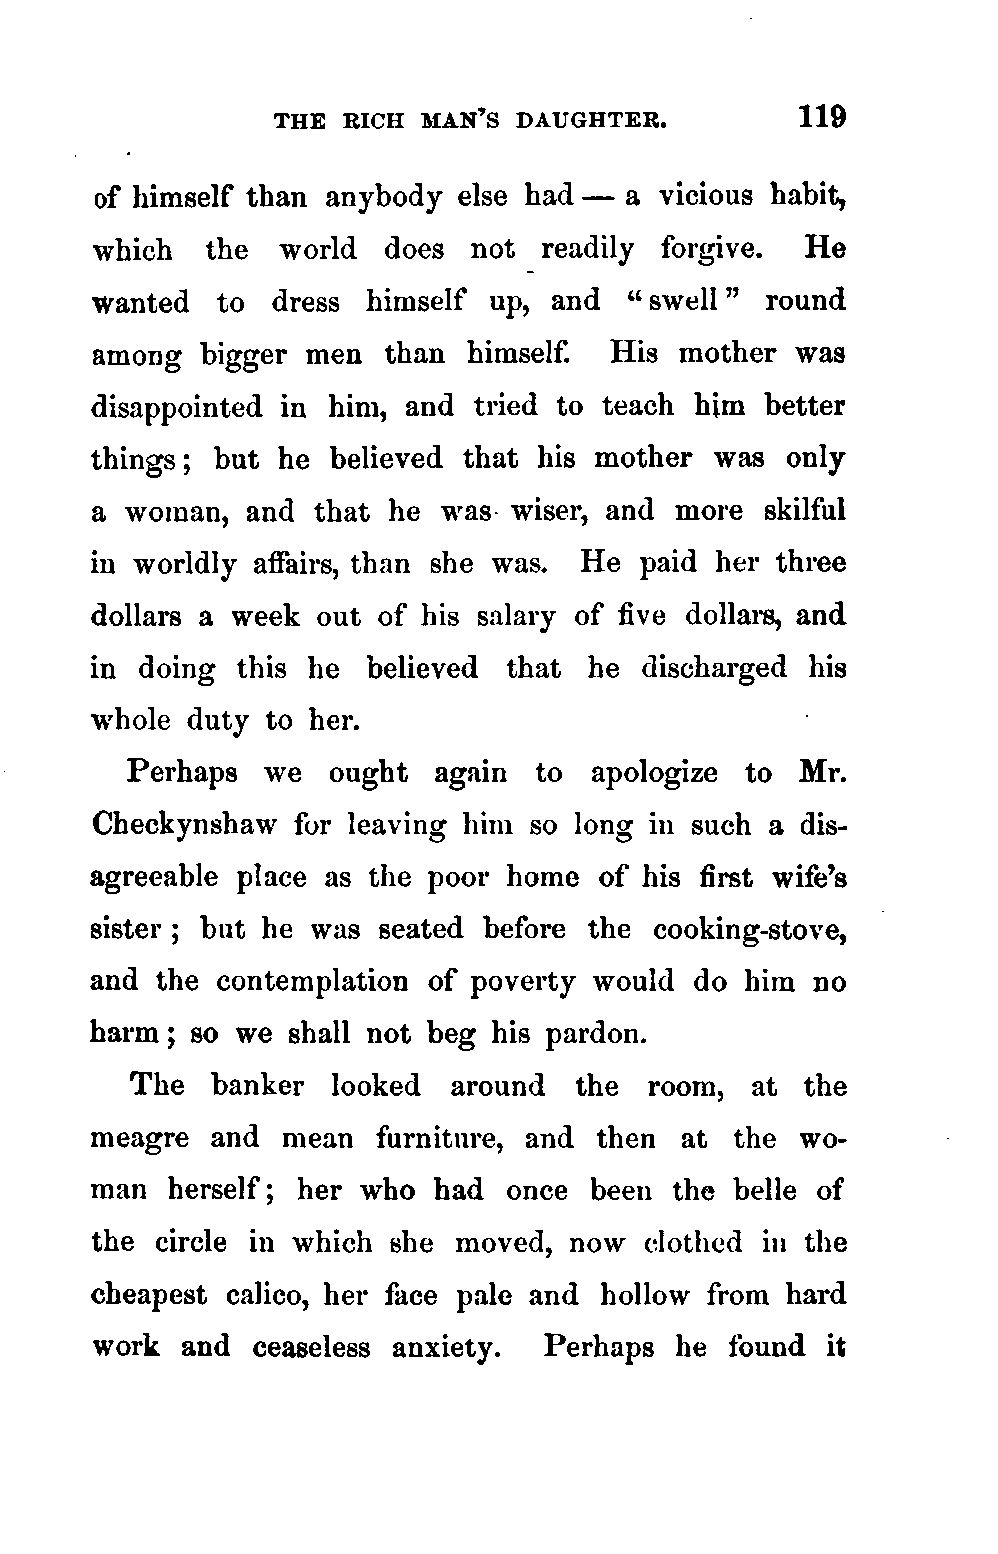 THE RICH MAN'S DAUGHTER. 119
of himself than anybody else had — a vicious habit,
which the world does not readily forgive. He
wanted to dress himself up, and "swell" round
among bigger men than himself. His mother was
disappointed in him, and tried to teach him better
things; but he believed that his mother was only
a woman, and that he was wiser, and more skilful
in worldly affairs, than she was. He paid her three
dollars a week out of his salary of five dollars, and
in doing this he believed that he discharged his
whole duty to her.
Perhaps we ought again to apologize to Mr.
Checkynshaw for leaving him so long in such a dis-
agreeable place as the poor home of his first wife's
sister; but he was seated before the cooking-stove,
and the contemplation of poverty would do him no
harm; so we shall not beg his pardon.
The banker looked around the room, at the
meagre and mean furniture, and then at the wo-
man herself; her who had once been the belle of
the circle in which she moved, now clothed in the
cheapest calico, her face pale and hollow from hard
work and ceaseless anxiety. Perhaps he found it